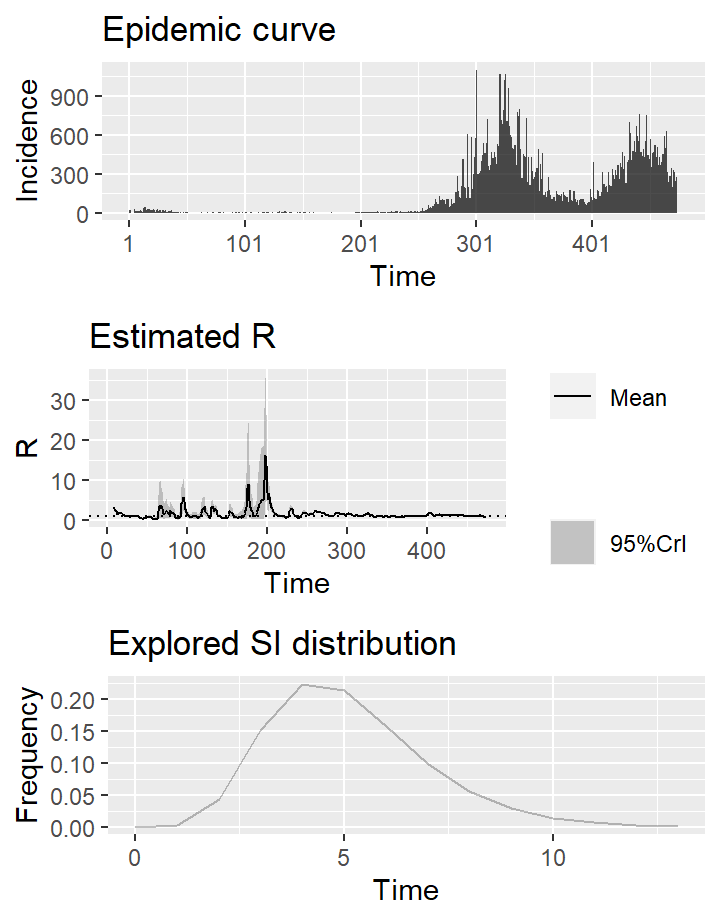 Epidemic curve
Incidence
900
600
300
0
1 101 201 301 401
Time
Estimated R
R
30
20
10
0
0 100 200 300 400
Time
Mean
95%CrI
Explored SI distribution
Frequency
0.20
0.15
0.10
0.05
0.00
0 5 10
Time